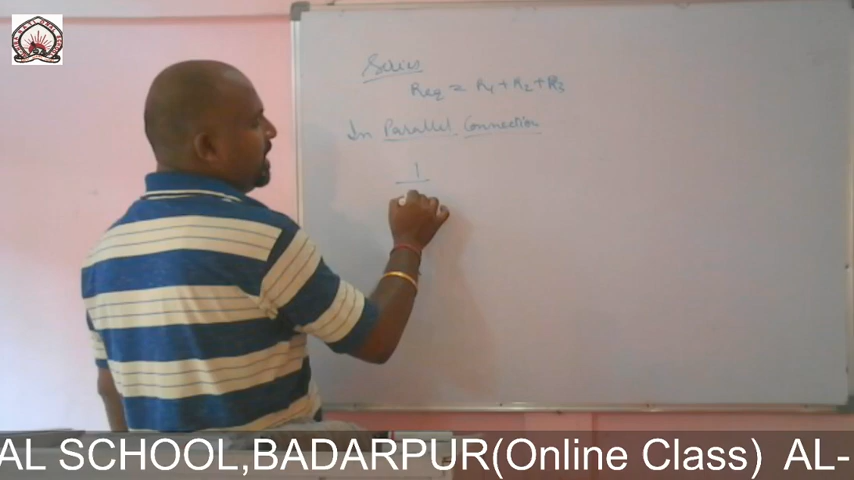 Series
Req = R1 + R2 + R3
In Parallel Connection
1
AL SCHOOL,BADARPUR(Online Class) AL-